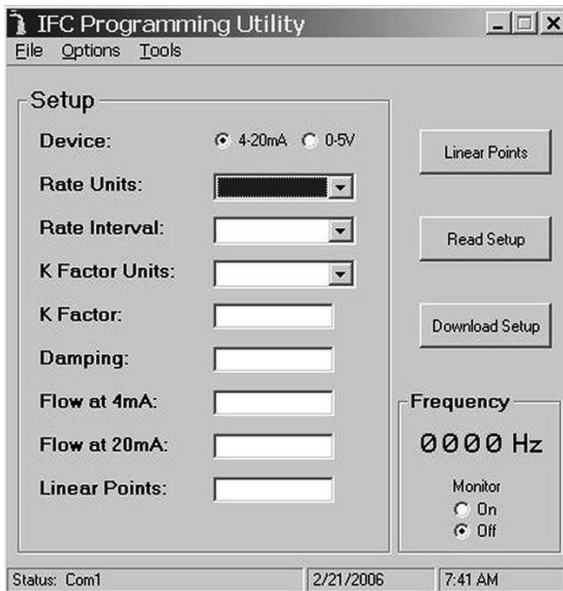 IFC Programming Utility
File Options Tools
Setup
Device: 4-20mA 0-5V
Rate Units:
Rate Interval:
K Factor Units:
K Factor:
Damping:
Flow at 4mA:
Flow at 20mA:
Linear Points:
Linear Points
Read Setup
Download Setup
Frequency
0000 Hz
Monitor
On
Off
Status: Com1 2/21/2006 7:41 AM